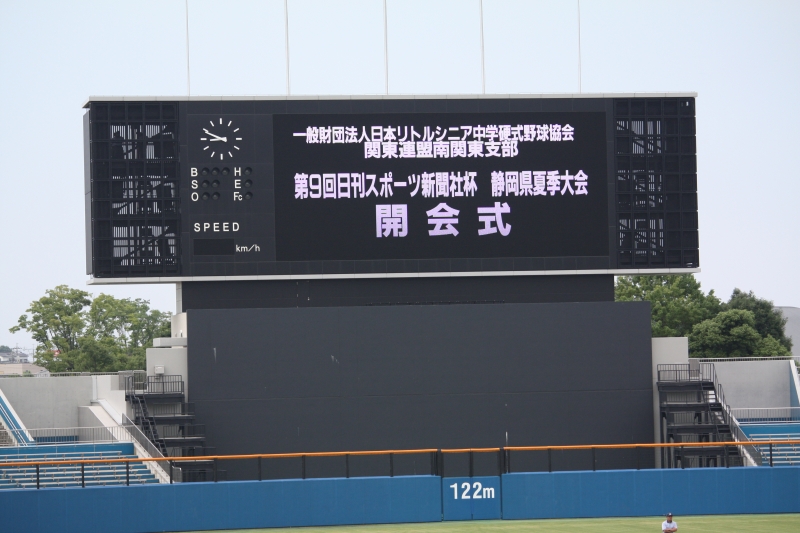 一般財団法人日本リトルシニア中学硬式野球協会
関東連盟南関東支部
第9回日刊スポーツ新聞社杯 静岡県夏季大会
開会式
B H
S E
O Fc
SPEED
km/h
122m